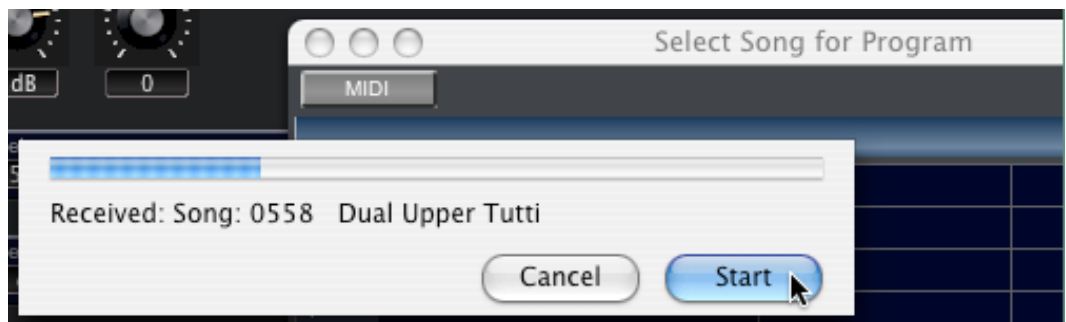 Select Song for Program
dB 0
MIDI
Received: Song: 0558 Dual Upper Tutti
Cancel Start